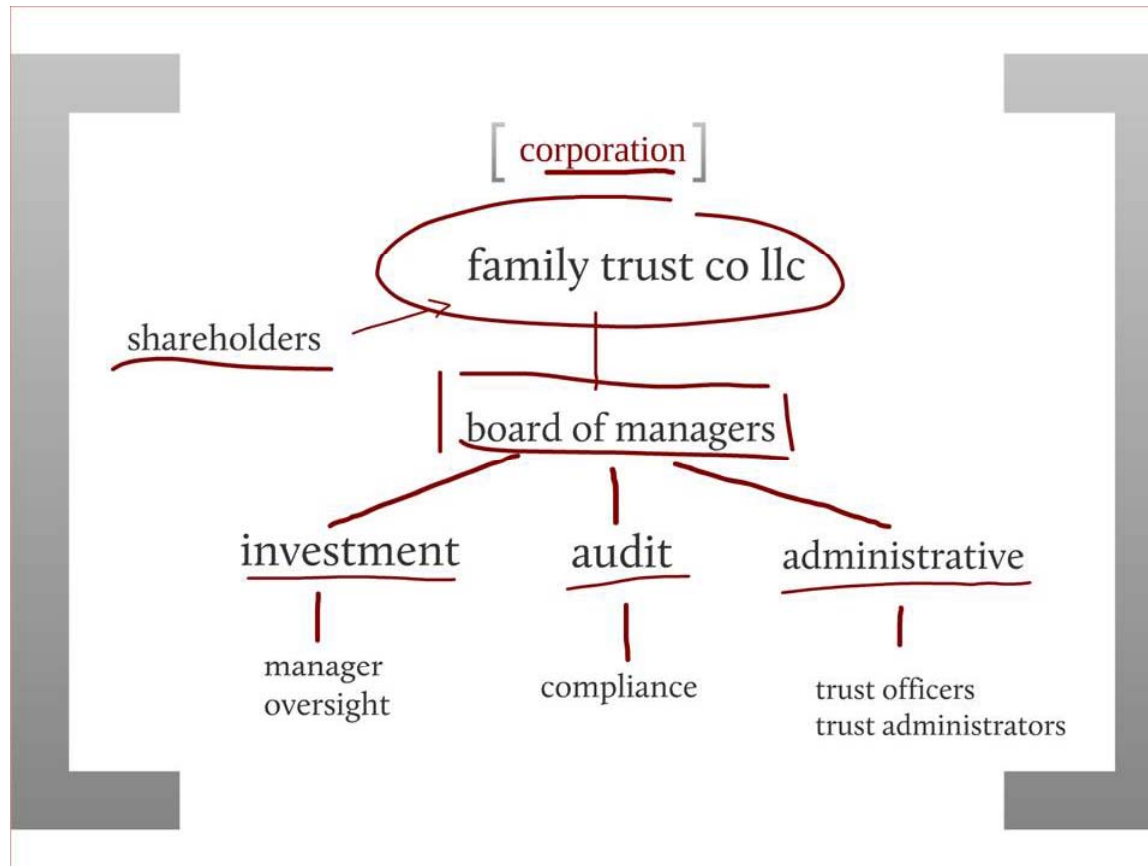 [ corporation ]
family trust co llc
shareholders
board of managers
investment
audit
administrative
manager
oversight
compliance
trust officers
trust administrators